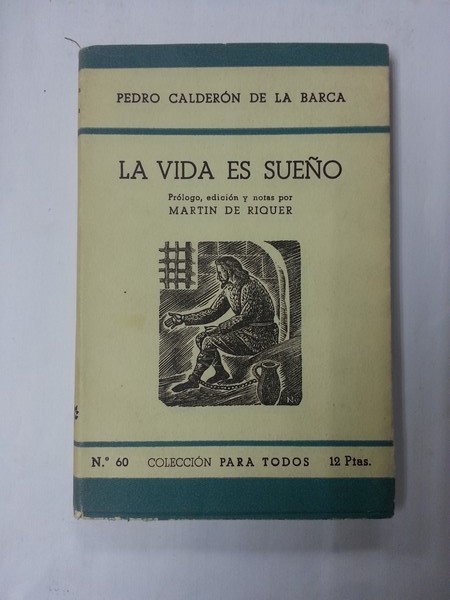 PEDRO CALDERÓN DE LA BARCA
LA VIDA ES SUEÑO
Prólogo, edición y notas por
MARTIN DE RIQUER
N.
N.° 60 COLECCIÓN PARA TODOS 12 Ptas.